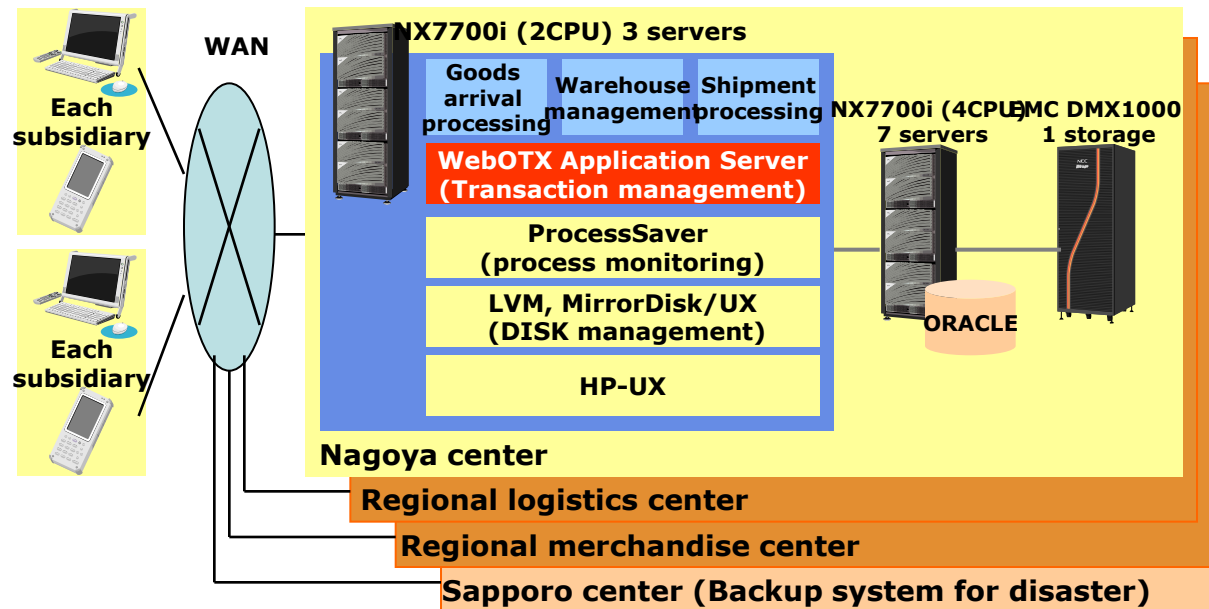 NX7700i (2CPU) 3 servers
WAN
Each
subsidiary
Goods
arrival
processing
Warehouse
management
Shipment
processing
NX7700i (4CPU)
7 servers
EMC DMX1000
1 storage
WebOTX Application Server
(Transaction management)
ProcessSaver
(process monitoring)
LVM, MirrorDisk/UX
(DISK management)
HP-UX
NEC
ORACLE
Each
subsidiary
Nagoya center
Regional logistics center
Regional merchandise center
Sapporo center (Backup system for disaster)